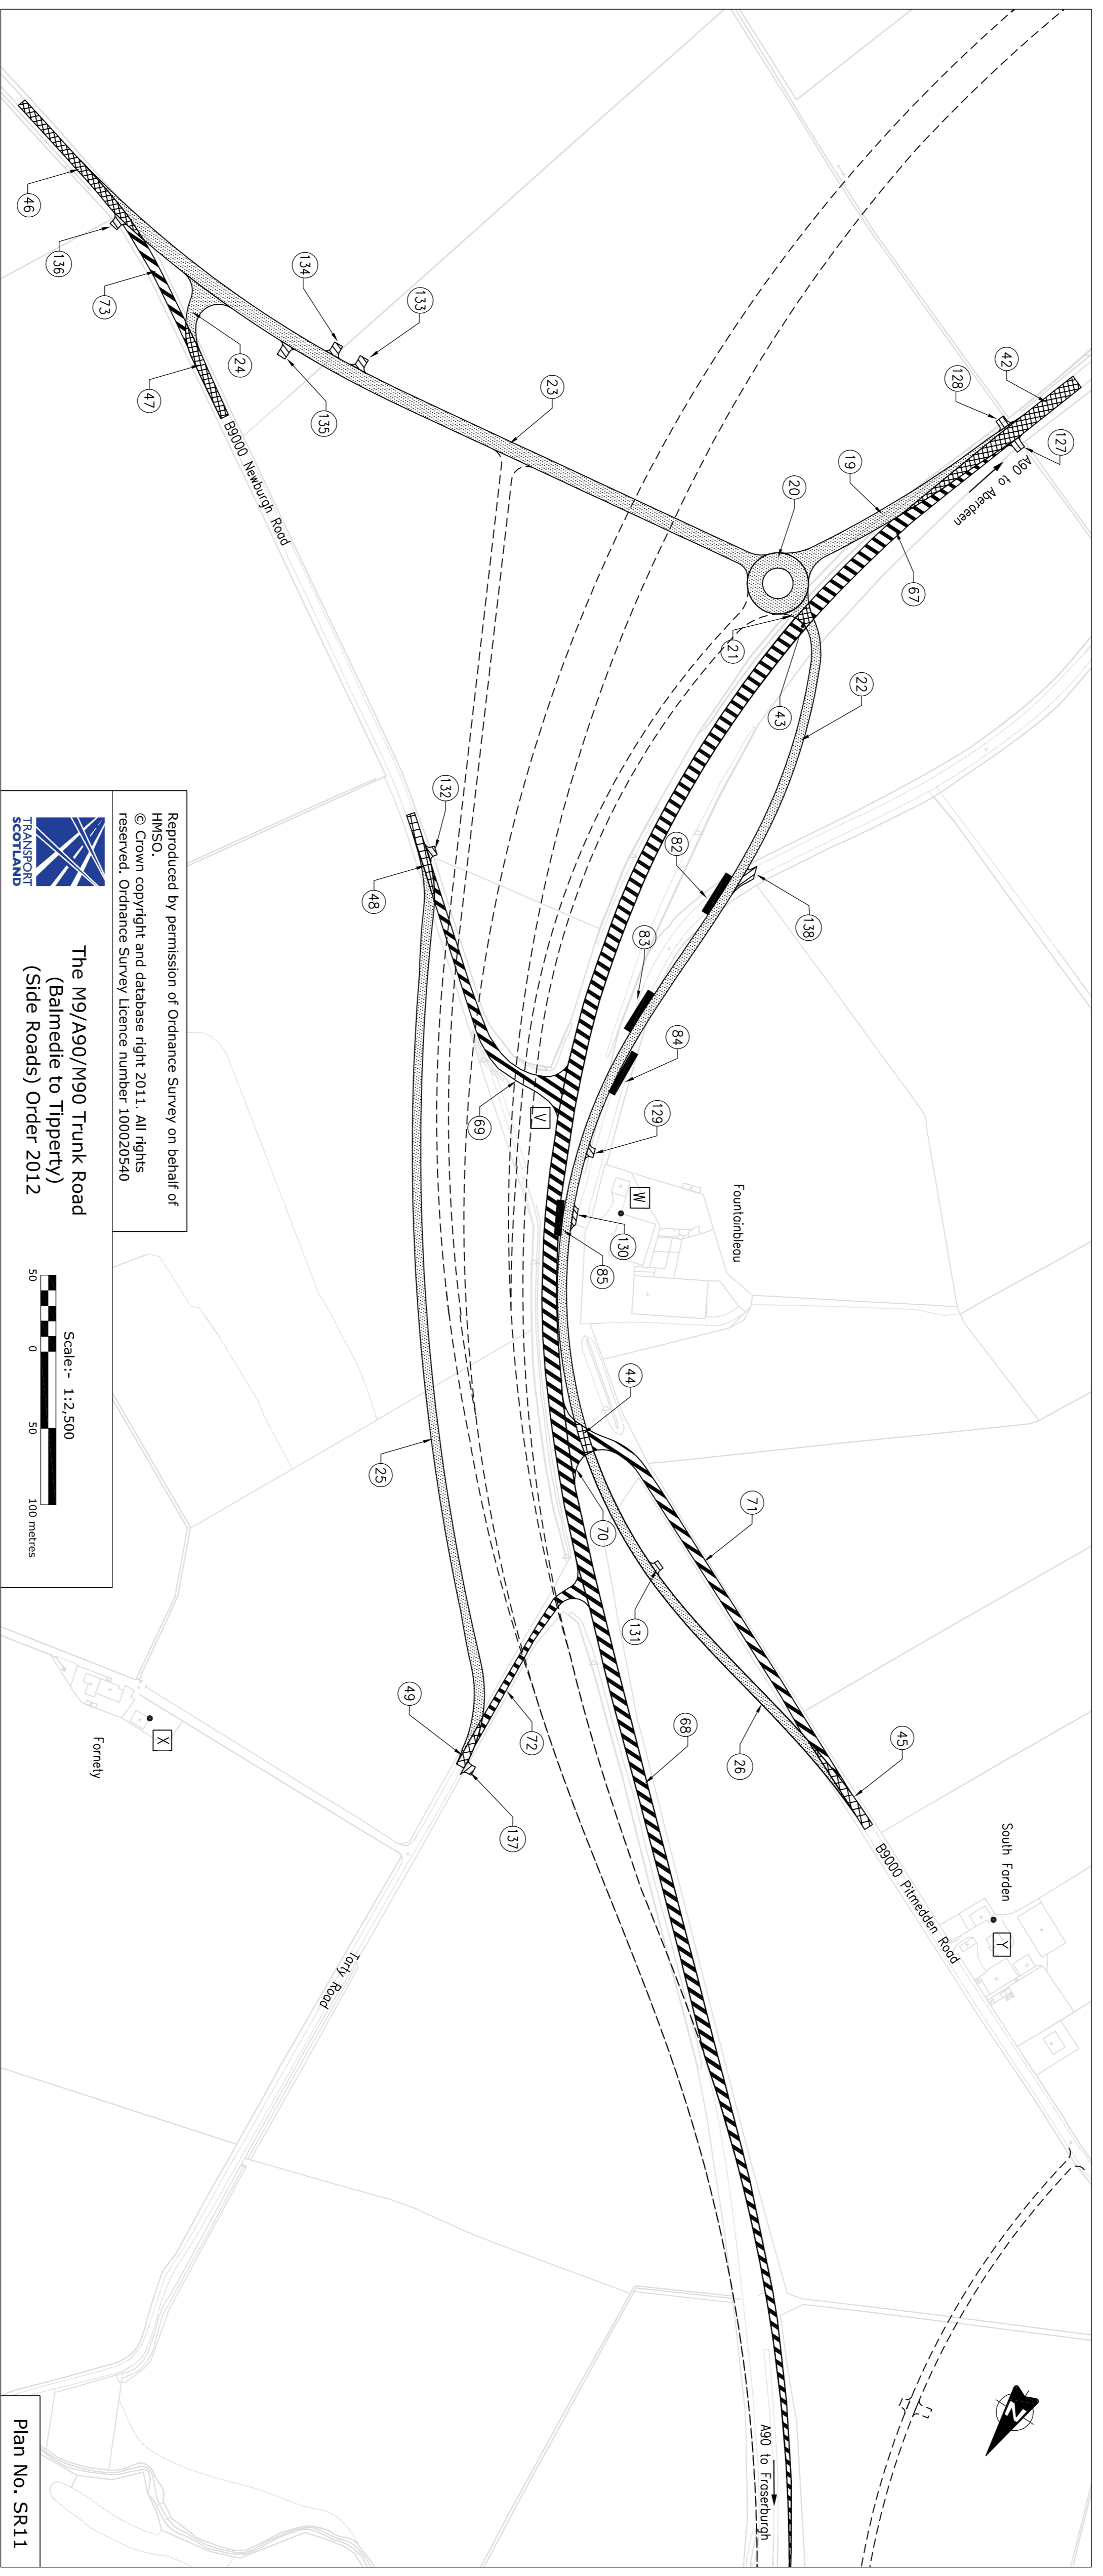 A90 to Aberdeen
B9000 Newburgh Road
Fountainbleau
B9000 Pitmedden Road
South Farden
Tarty Road
Fornety
A90 to Fraserburgh
N
46
136
73
24
47
134
133
135
23
42
128
127
19
20
67
21
43
22
132
48
82
138
83
84
69
V
129
W
130
85
44
25
70
71
131
49
72
137
68
26
45
X
Y
Reproduced by permission of Ordnance Survey on behalf of
HMSO.
© Crown copyright and database right 2011. All rights
reserved. Ordnance Survey Licence number 100020540
TRANSPORT
SCOTLAND
The M9/A90/M90 Trunk Road
(Balmedie to Tipperty)
(Side Roads) Order 2012
Scale:- 1:2,500
50 0 50 100 metres
Plan No. SR11